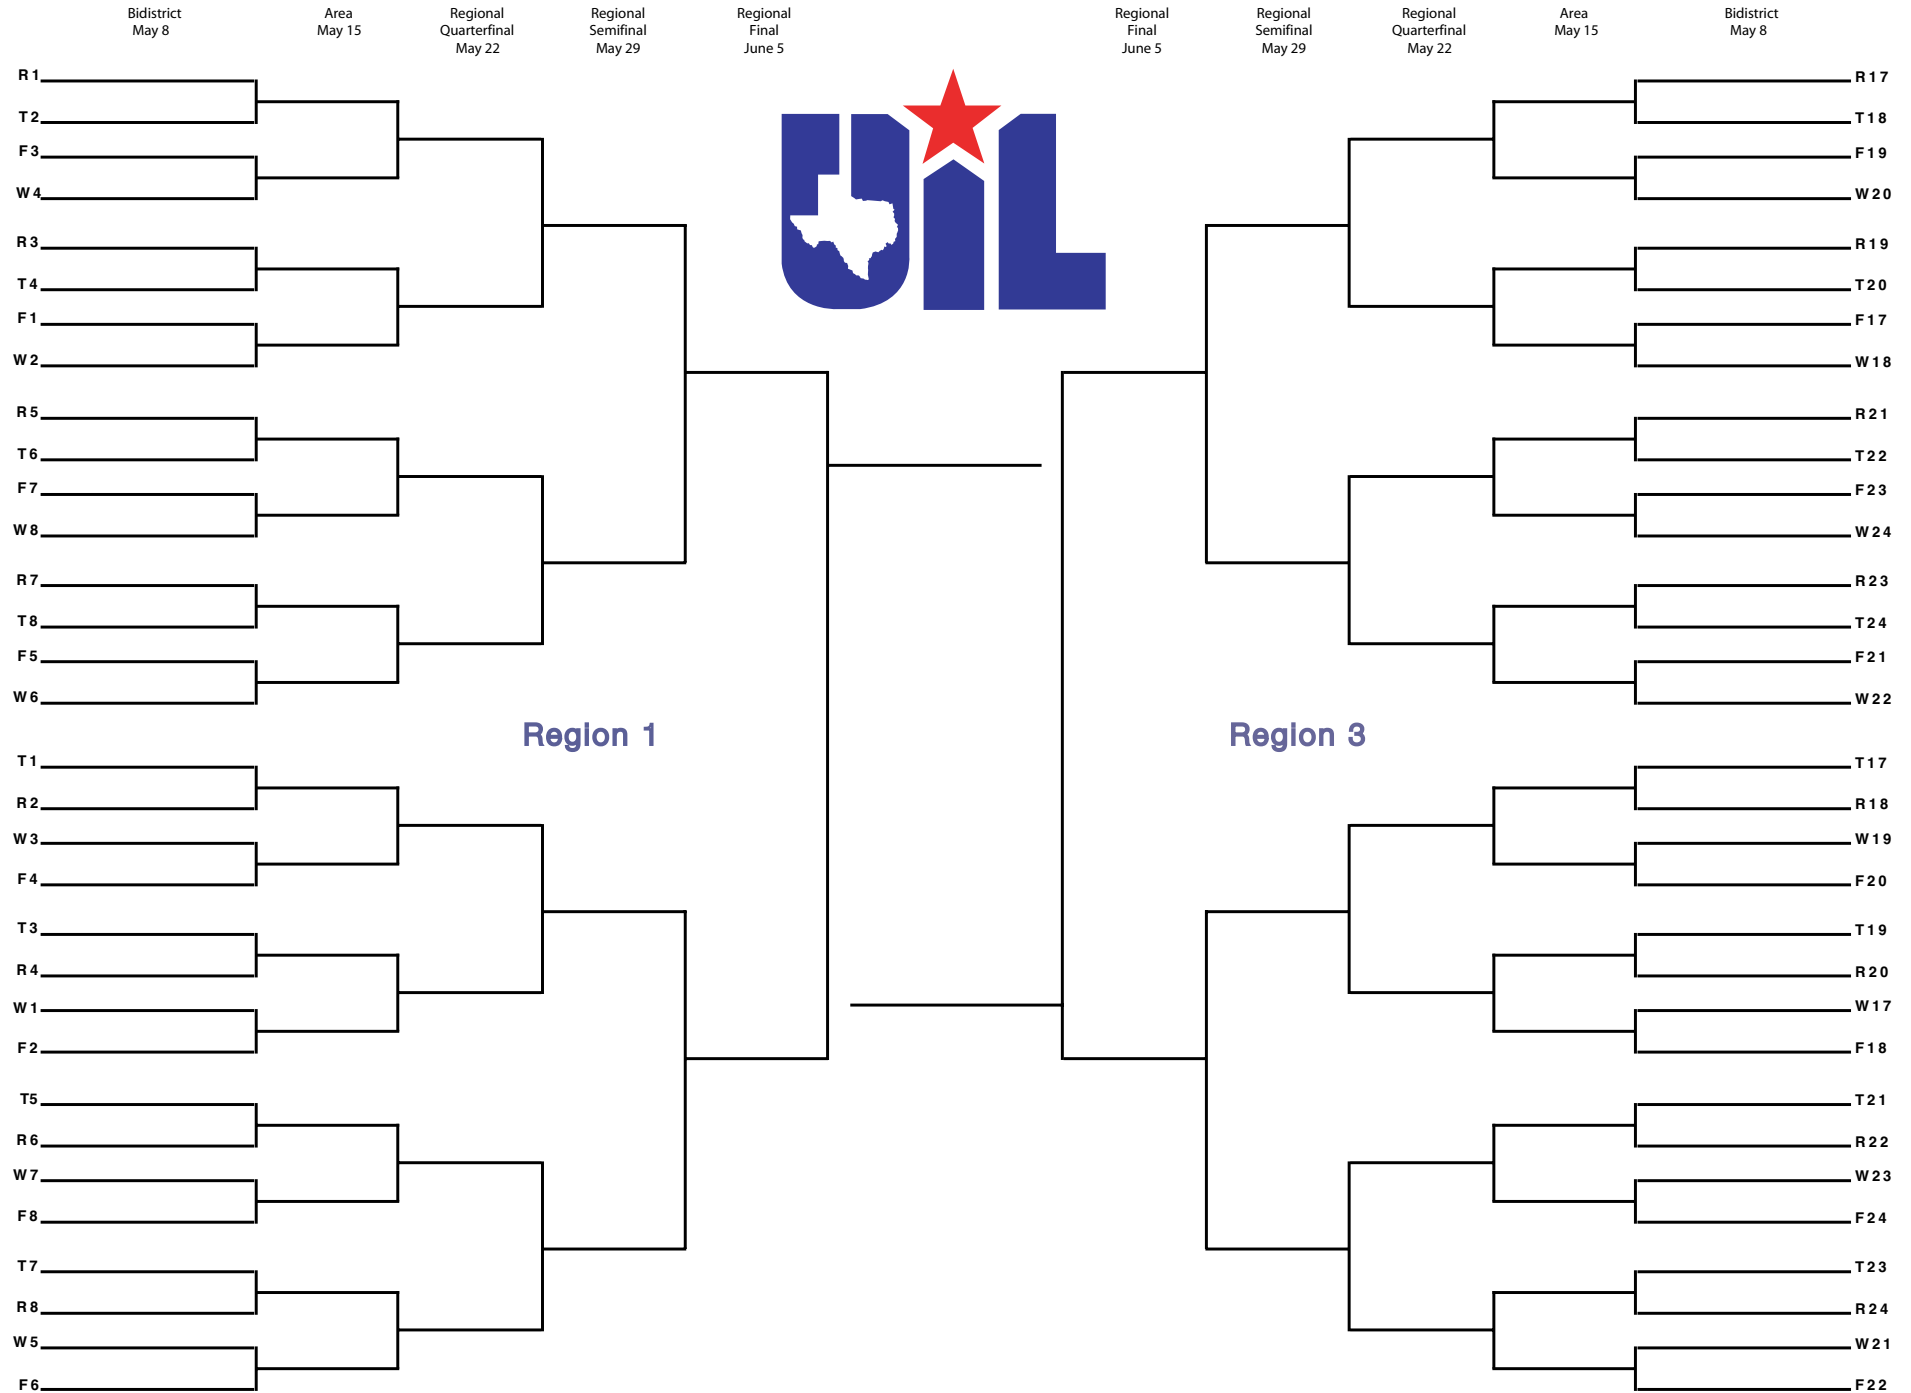 Bidistrict
May 8
Area
May 15
Regional
Quarterfinal
May 22
Regional
Semifinal
May 29
Regional
Final
June 5
Regional
Final
June 5
Regional
Semifinal
May 29
Regional
Quarterfinal
May 22
Area
May 15
Bidistrict
May 8
UIL
R1
T2
F3
W4
R3
T4
F1
W2
R5
T6
F7
W8
R7
T8
F5
W6
Region 1
T1
R2
W3
F4
T3
R4
W1
F2
T5
R6
W7
F8
T7
R8
W5
F6
R17
T18
F19
W20
R19
T20
F17
W18
R21
T22
F23
W24
R23
T24
F21
W22
Region 3
T17
R18
W19
F20
T19
R20
W17
F18
T21
R22
W23
F24
T23
R24
W21
F22